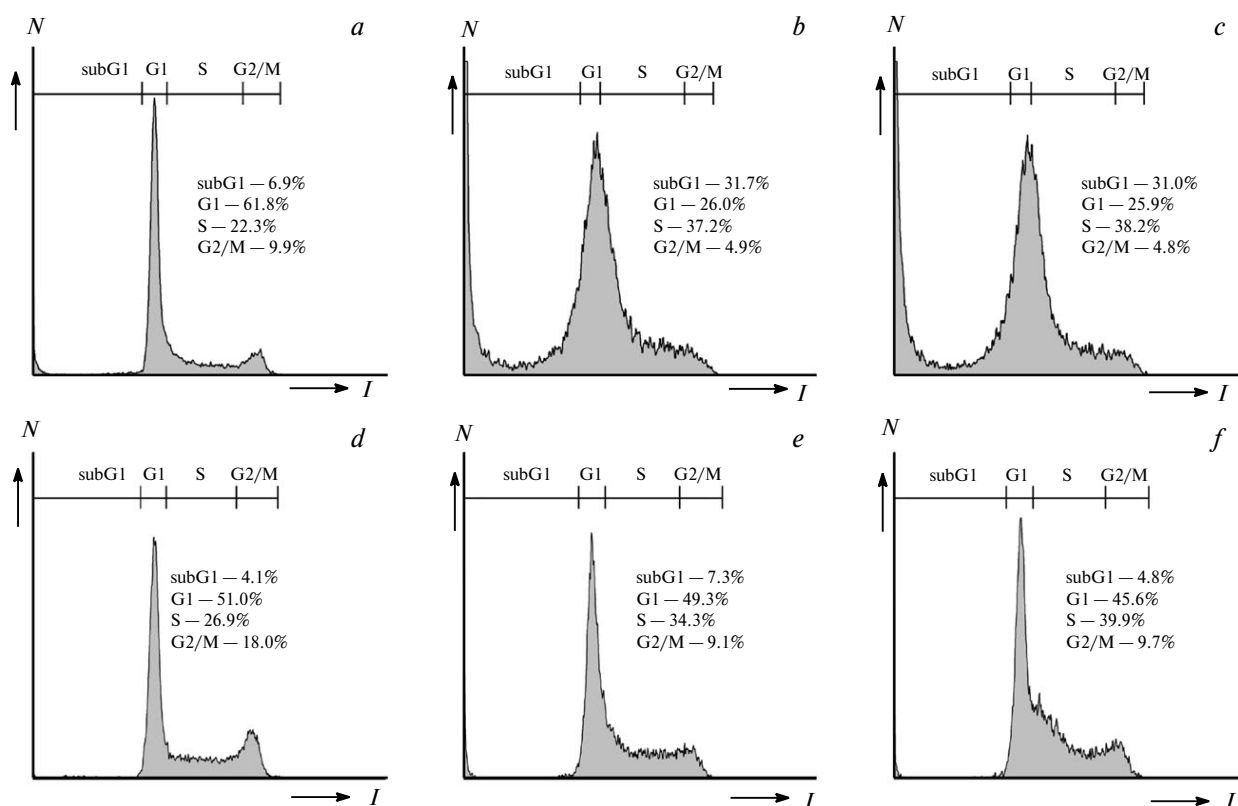 N a
subG1 G1 S G2/M
subG1 — 6.9%
G1 — 61.8%
S — 22.3%
G2/M — 9.9%
I
N b
subG1 G1 S G2/M
subG1 — 31.7%
G1 — 26.0%
S — 37.2%
G2/M — 4.9%
I
N c
subG1 G1 S G2/M
subG1 — 31.0%
G1 — 25.9%
S — 38.2%
G2/M — 4.8%
I
N d
subG1 G1 S G2/M
subG1 — 4.1%
G1 — 51.0%
S — 26.9%
G2/M — 18.0%
I
N e
subG1 G1 S G2/M
subG1 — 7.3%
G1 — 49.3%
S — 34.3%
G2/M — 9.1%
I
N f
subG1 G1 S G2/M
subG1 — 4.8%
G1 — 45.6%
S — 39.9%
G2/M — 9.7%
I